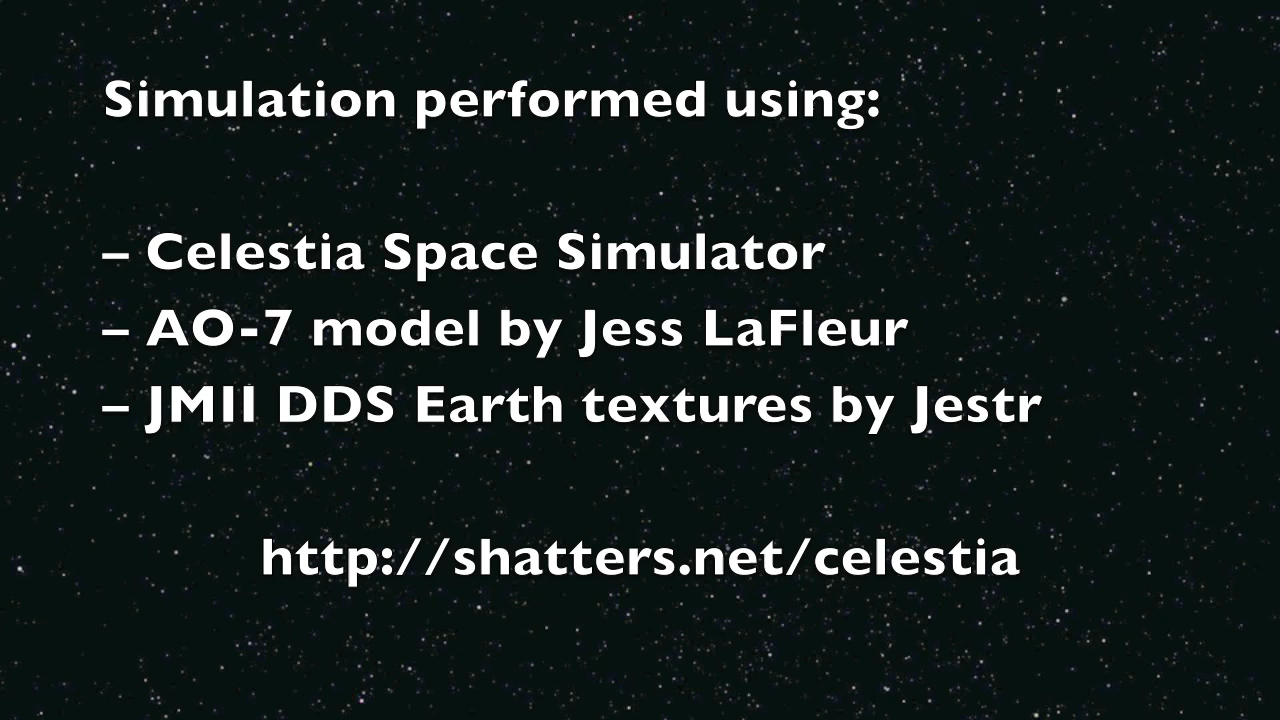 Simulation performed using:
– Celestia Space Simulator
– AO-7 model by Jess LaFleur
– JMII DDS Earth textures by Jestr
http://shatters.net/celestia